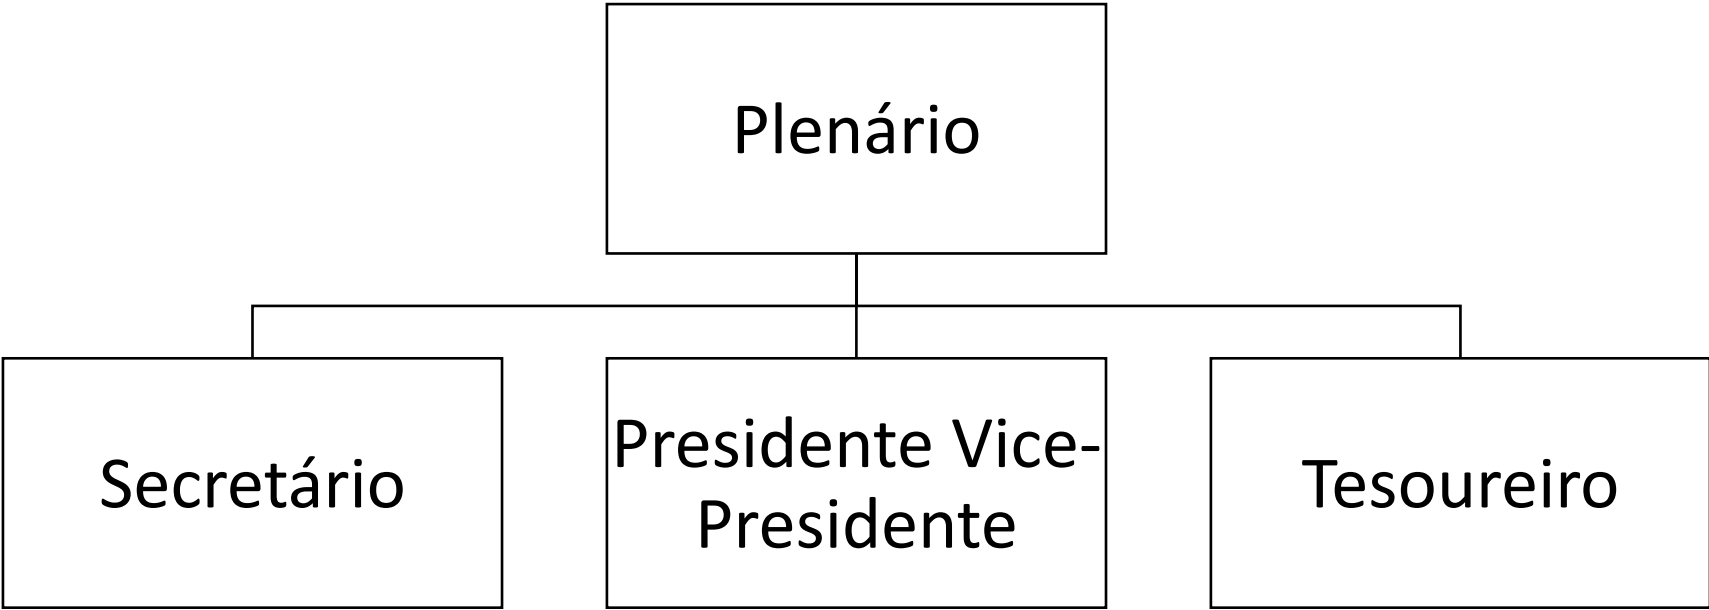 Plenário
Secretário
Presidente Vice-
Presidente
Tesoureiro